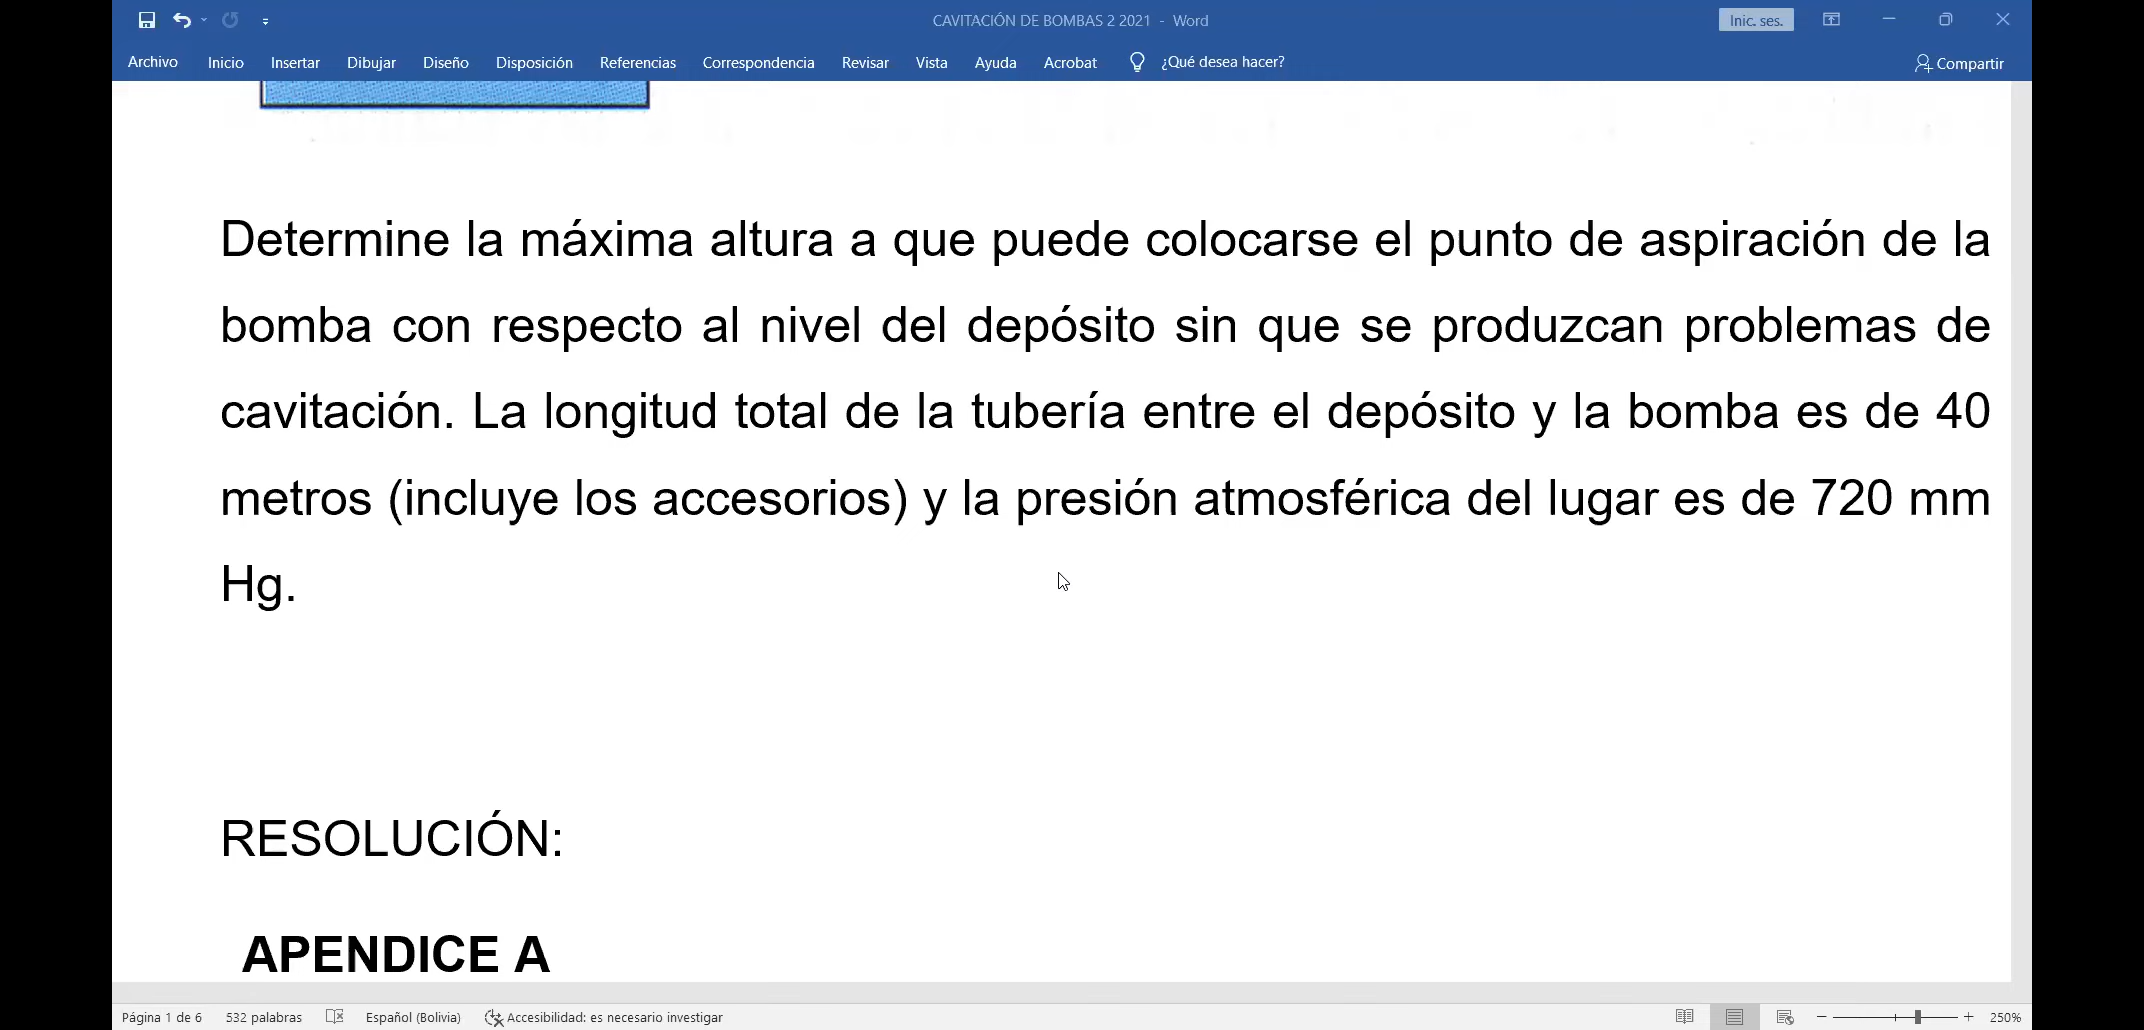 CAVITACIÓN DE BOMBAS 2 2021 - Word
Inic. ses.
Archivo Inicio Insertar Dibujar Diseño Disposición Referencias Correspondencia Revisar Vista Ayuda Acrobat ¿Qué desea hacer? Compartir
Determine la máxima altura a que puede colocarse el punto de aspiración de la
bomba con respecto al nivel del depósito sin que se produzcan problemas de
cavitación. La longitud total de la tubería entre el depósito y la bomba es de 40
metros (incluye los accesorios) y la presión atmosférica del lugar es de 720 mm
Hg.
RESOLUCIÓN:
APENDICE A
Página 1 de 6 532 palabras Español (Bolivia) Accesibilidad: es necesario investigar 250%